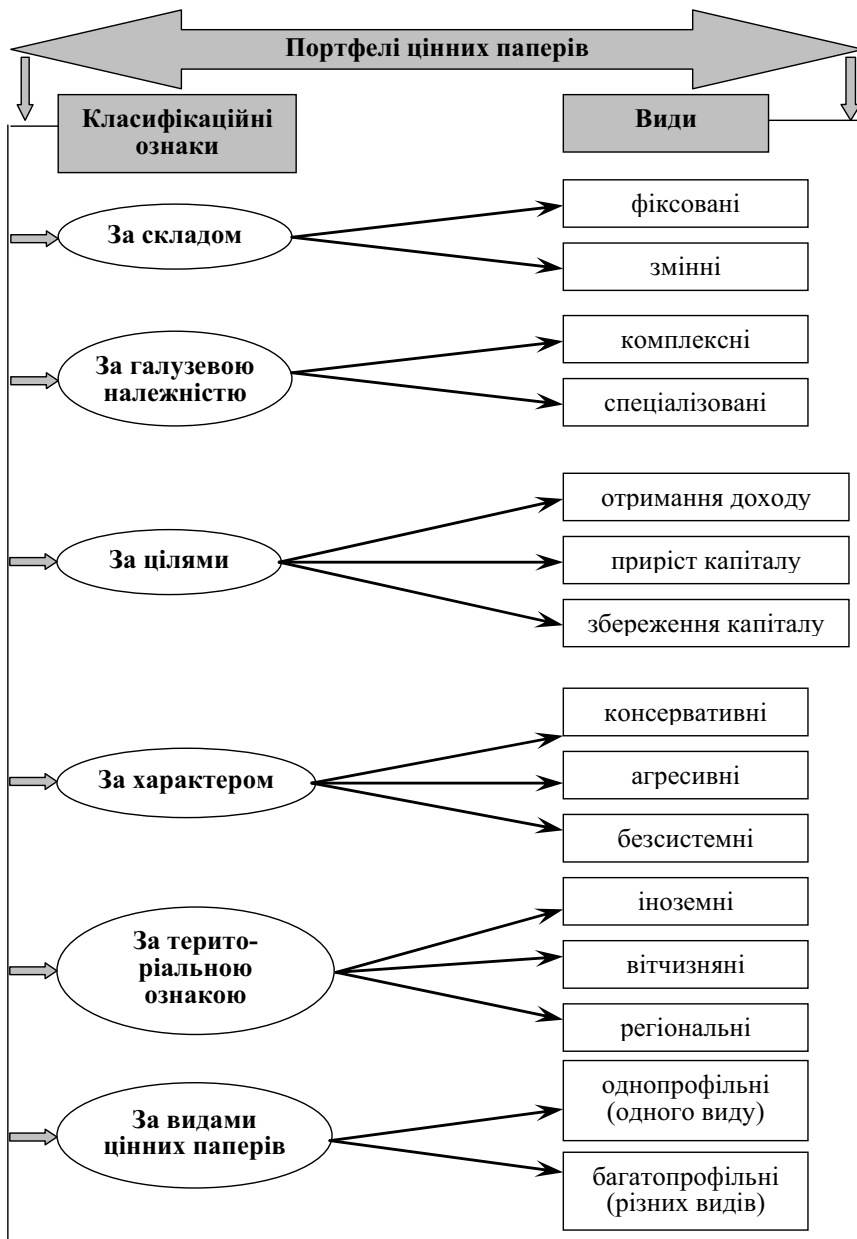 Портфелі цінних паперів
Класифікаційні
ознаки
Види
За складом
фіксовані
змінні
За галузевою
належністю
комплексні
спеціалізовані
За цілями
отримання доходу
приріст капіталу
збереження капіталу
За характером
консервативні
агресивні
безсистемні
За терито-
ріальною
ознакою
іноземні
вітчизняні
регіональні
За видами
цінних паперів
однопрофільні
(одного виду)
багатопрофільні
(різних видів)